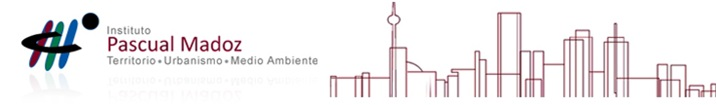 Instituto
Pascual Madoz
Territorio•Urbanismo•Medio Ambiente